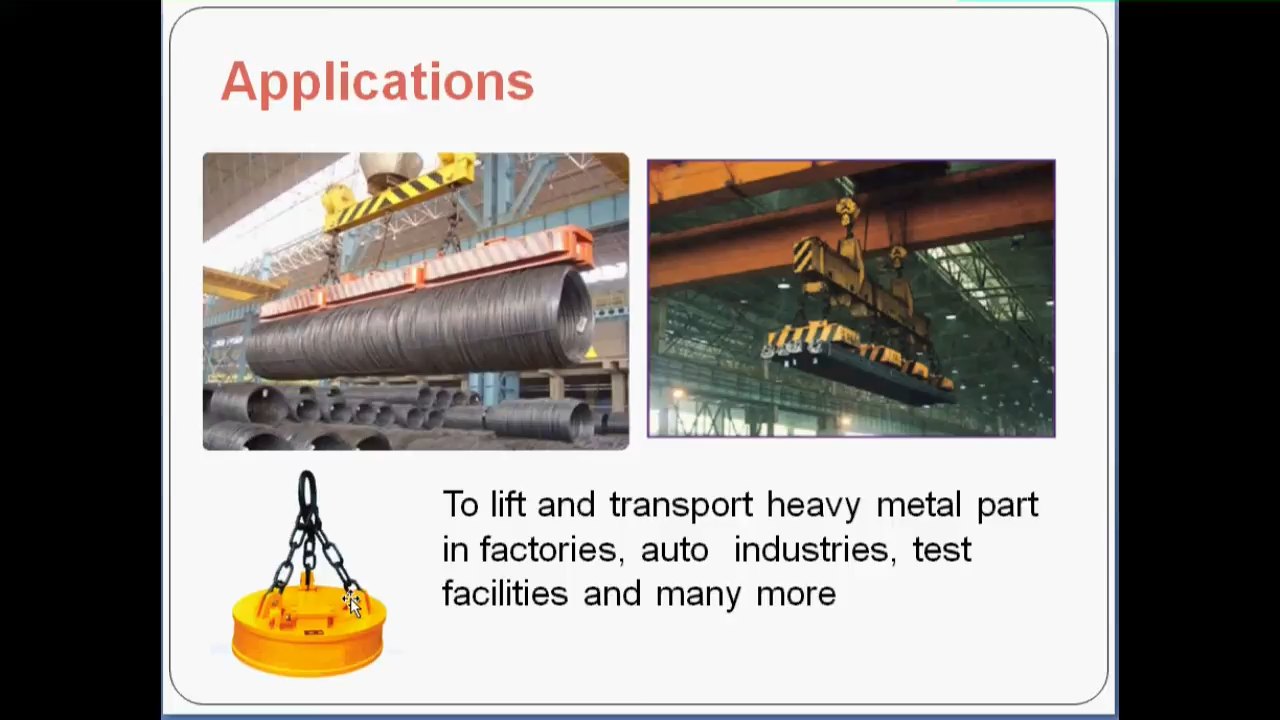 Applications
To lift and transport heavy metal part
in factories, auto industries, test
facilities and many more